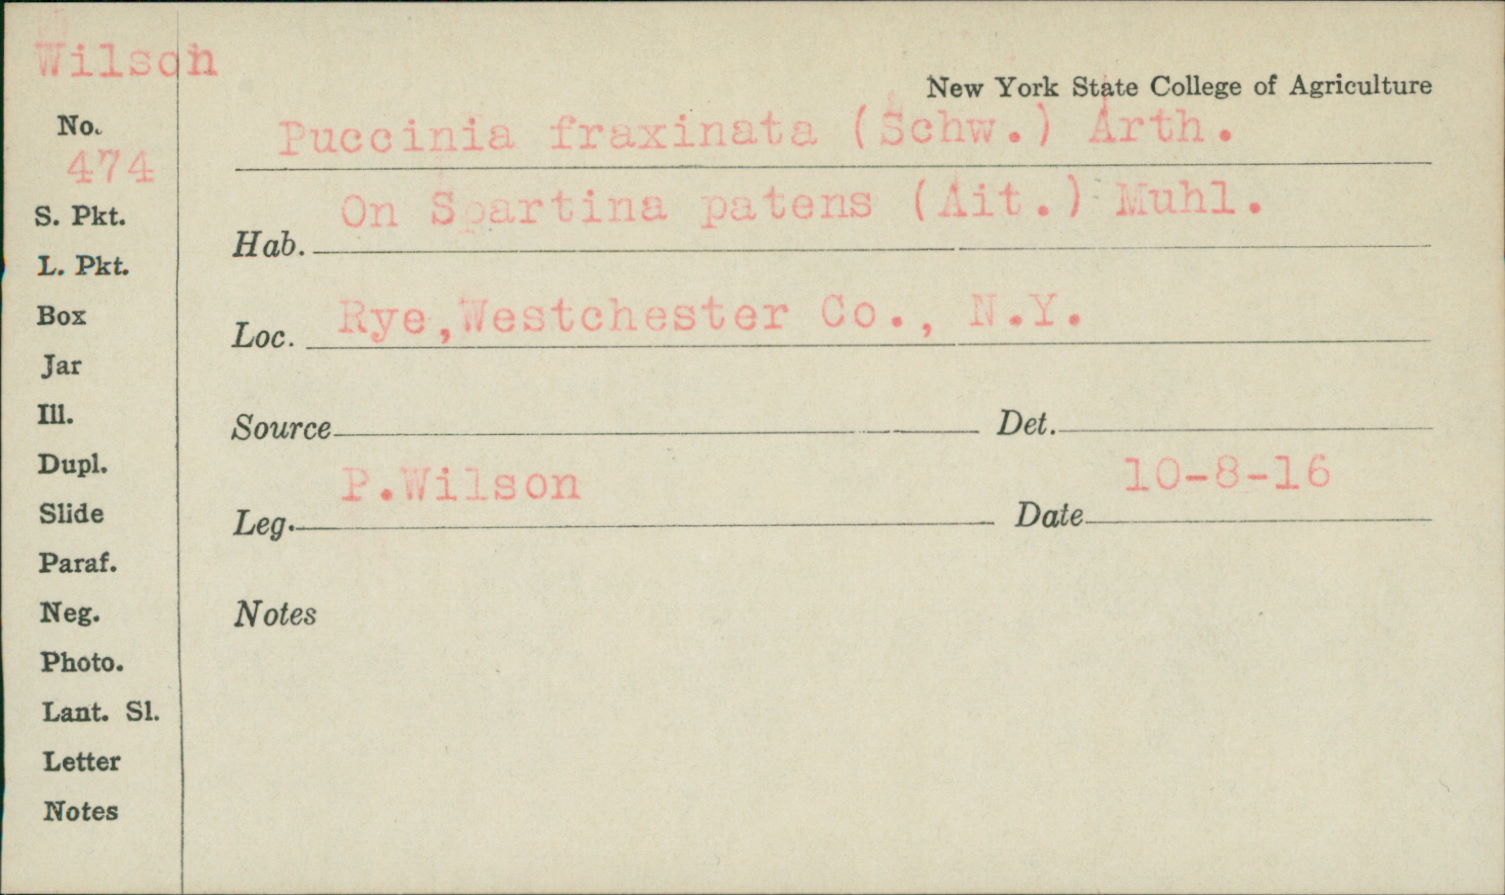 Wilson
New York State College of Agriculture
No.
474
Puccinia fraxinata (Schw.) Arth.
On Spartina patens (Ait.) Muhl.
S. Pkt.
Hab.
L. Pkt.
Box
Loc. Rye,Westchester Co., N.Y.
Jar
Ill.
Source Det.
Dupl.
P.Wilson 10-8-16
Slide
Leg. Date
Paraf.
Neg.
Notes
Photo.
Lant. Sl.
Letter
Notes